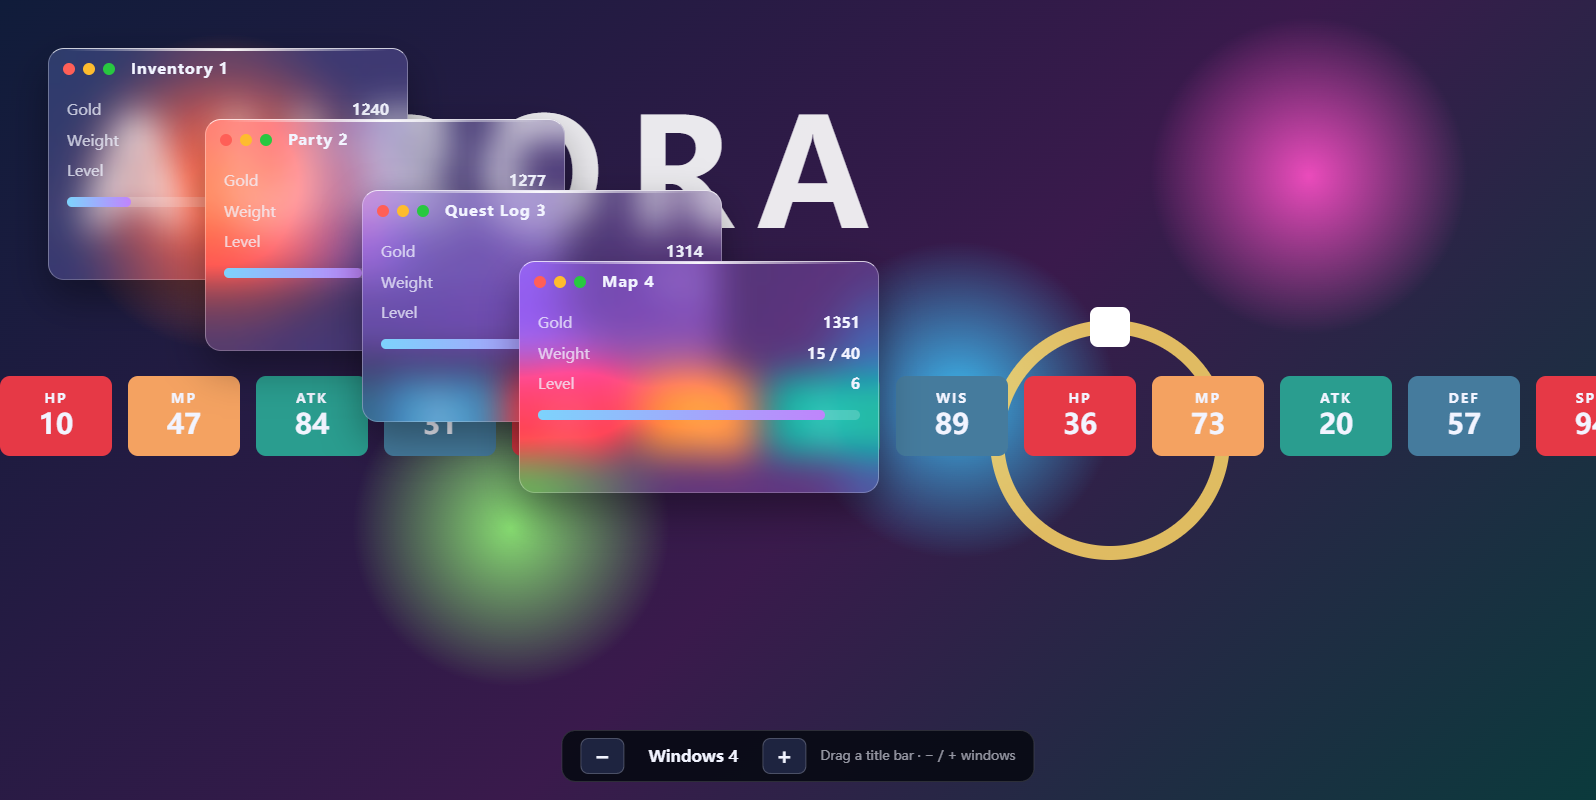 Inventory 1
Gold 1240
Weight
Level
Party 2
Gold 1277
Weight
Level
Quest Log 3
Gold 1314
Weight
Level
Map 4
Gold 1351
Weight 15 / 40
Level 6
ORA
HP MP ATK WIS HP MP ATK DEF
10 47 84 31 89 36 73 20 57
− Windows 4 + Drag a title bar · − / + windows